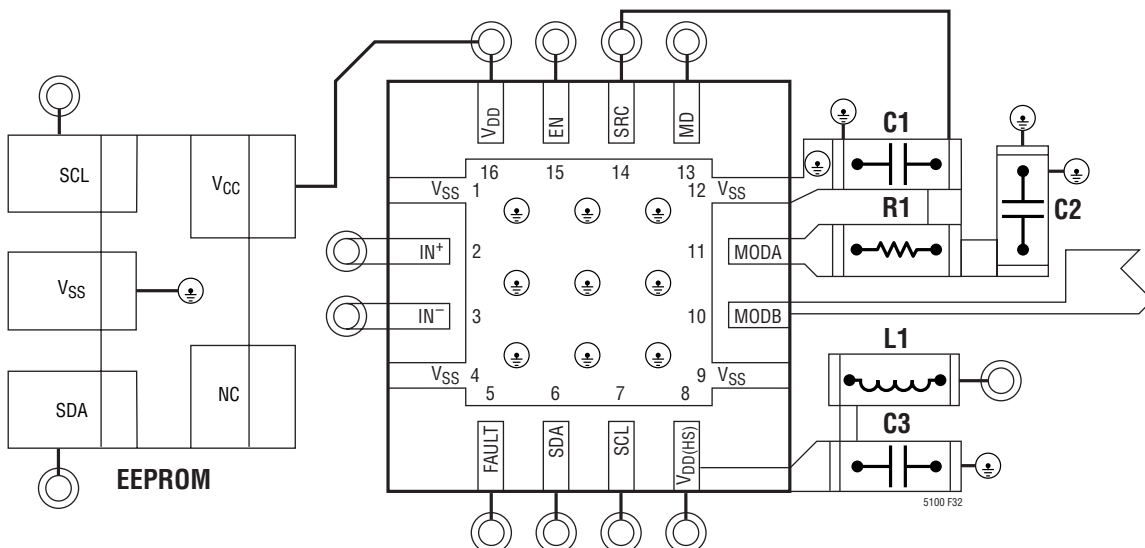 VDD
EN
SRC
MD
C1
SCL
VCC
16
15
14
13
VSS
1
12
VSS
R1
C2
IN+
2
11
MODA
VSS
IN−
3
10
MODB
L1
VSS
4
9
VSS
5
6
7
8
SDA
NC
FAULT
SDA
SCL
VDD(HS)
C3
EEPROM
5100 F32